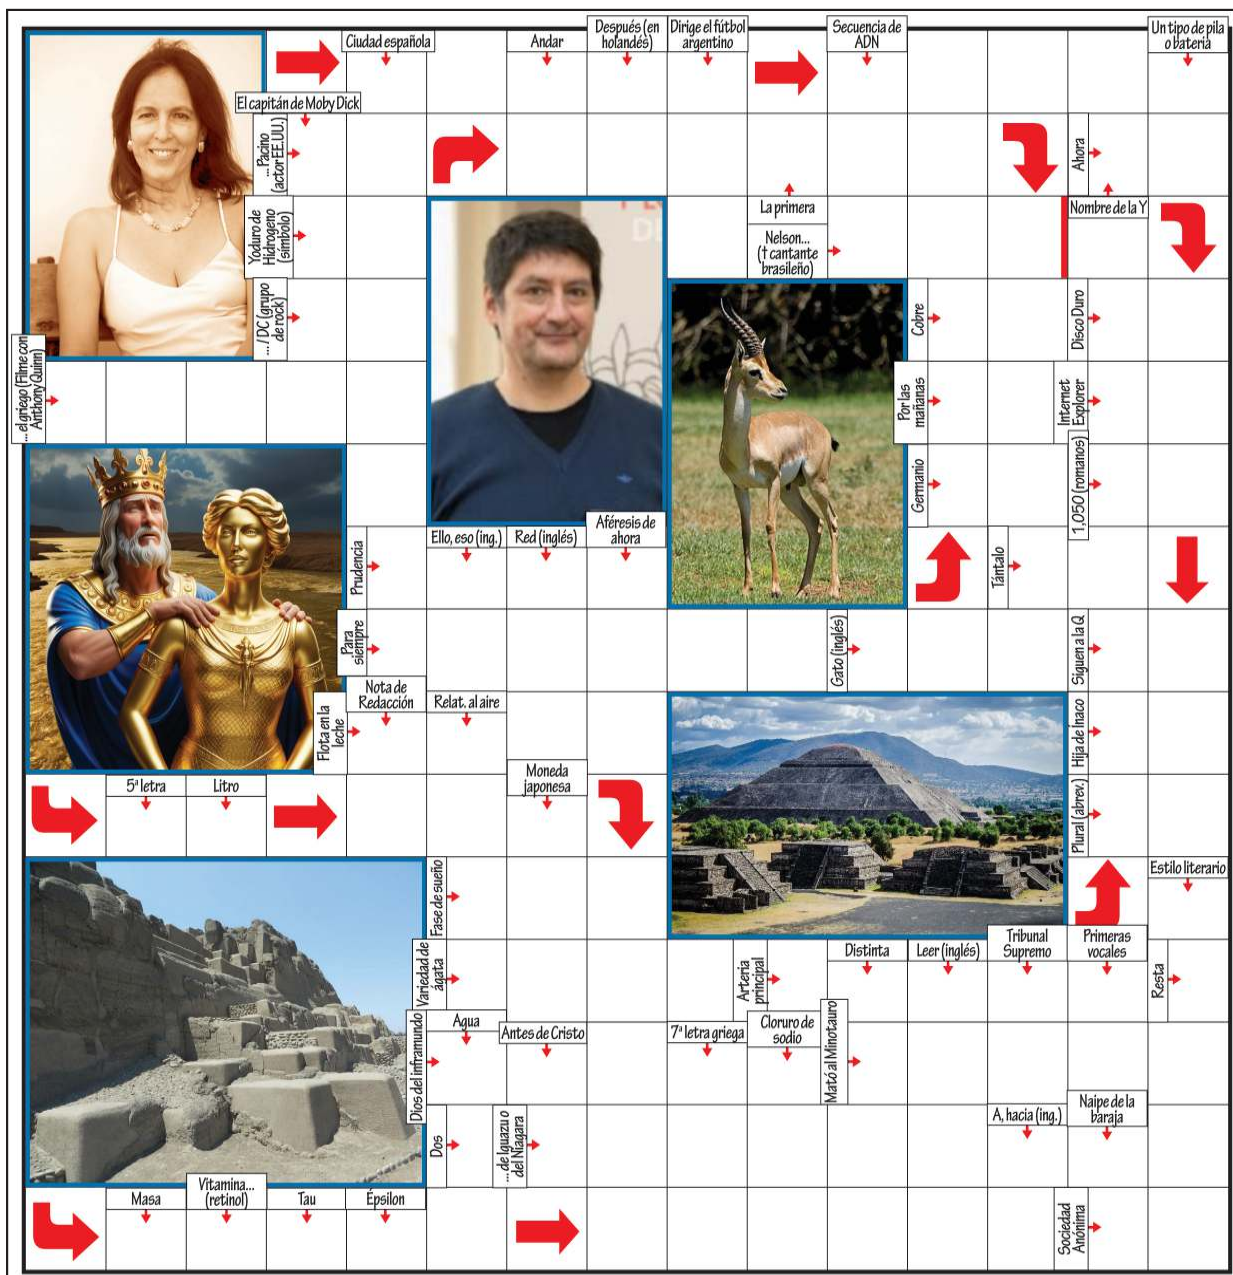 Ciudad española
Andar
Después (en
holandés)
Dirige el fútbol
argentino
Secuencia de
ADN
Un tipo de pila
o batería
El capitán de Moby Dick
... Pacino
(actor EE.UU.)
Ahora
Yoduro de
Hidrogeno
(símbolo)
La primera
Nelson...
(† cantante
brasileño)
Nombre de la Y
... / DC (grupo
de rock)
Cobre
Disco Duro
... el griego (Filme con
Anthony Quinn)
Por las
mañanas
Internet
Explorer
Germanio
1,050 (romanos)
Prudencia
Ello, eso (ing.)
Red (inglés)
Aféresis de
ahora
Tántalo
Para
siempre
Gato (inglés)
Siguen a la Q
Flota en la
leche
Nota de
Redacción
Relat. al aire
Hija de Inaco
5ª letra
Litro
Moneda
japonesa
Plural (abrev.)
Fase de sueño
Estilo literario
Variedad de
ágata
Arteria
principal
Distinta
Leer (inglés)
Tribunal
Supremo
Primeras
vocales
Resta
Dios del inframundo
Agua
Antes de Cristo
7ª letra griega
Cloruro de
sodio
Mató al Minotauro
Dos
... de Iguazu o
del Niagara
A, hacia (ing.)
Naipe de la
baraja
Masa
Vitamina...
(retinol)
Tau
Épsilon
Sociedad
Anónima